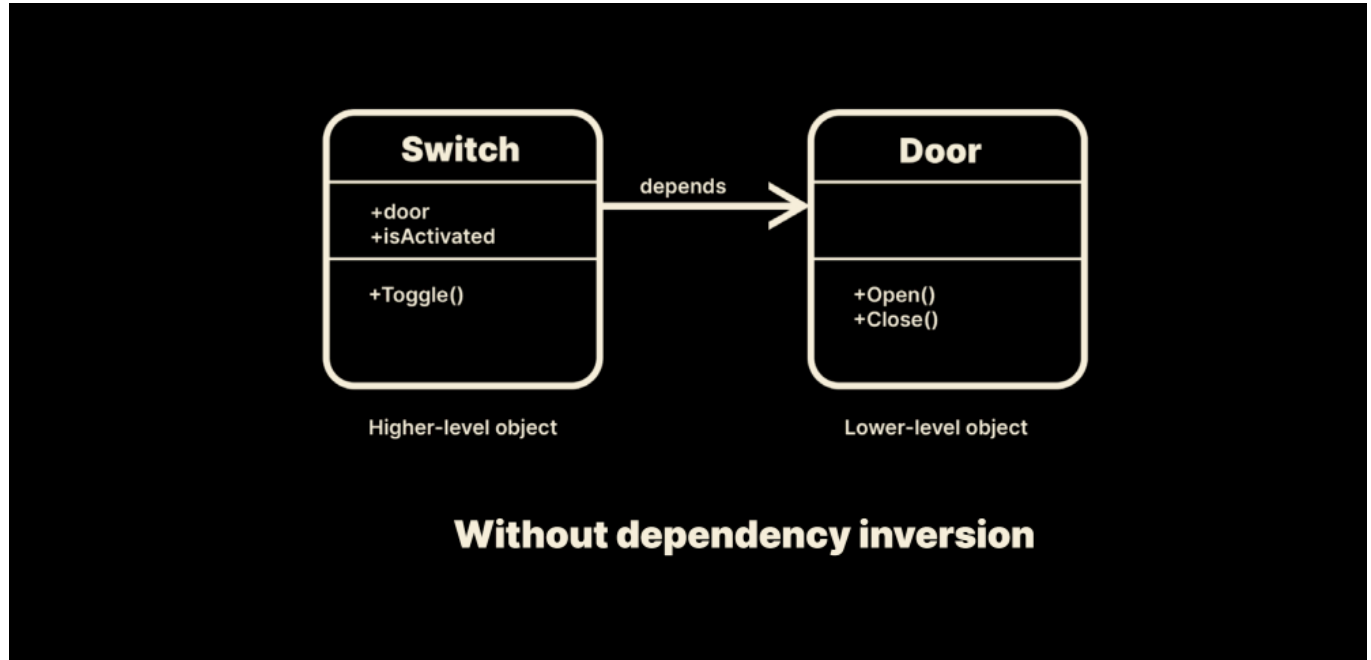 Switch
+door
+isActivated
+Toggle()
depends
Door
+Open()
+Close()
Higher-level object
Lower-level object
Without dependency inversion